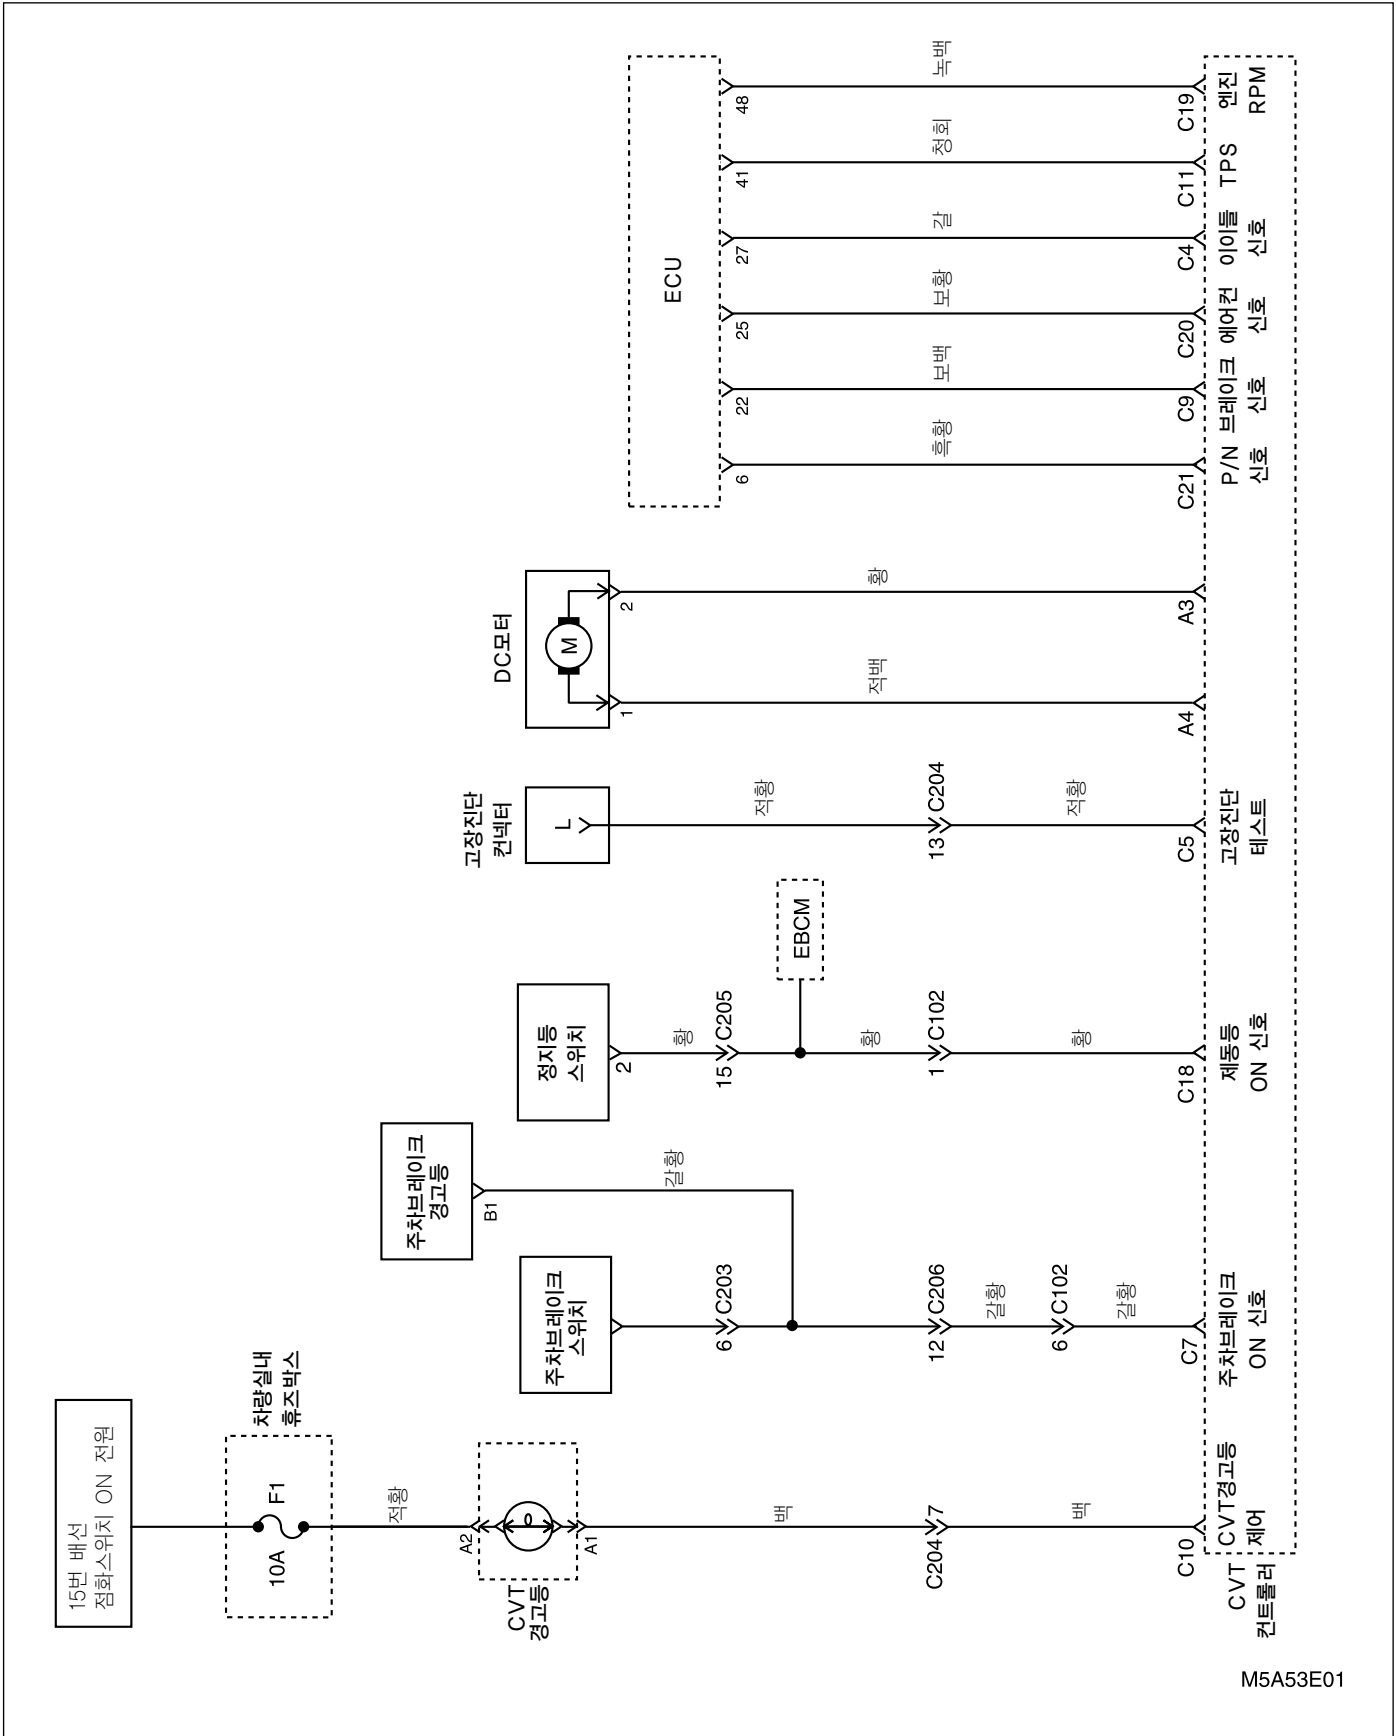 15번 배선
점화스위치 ON 전원
차량실내
휴즈박스
10A
F1
적황
A2
CVT
경고등
A1
백
C204
7
백
C10
CVT경고등
제어
주차브레이크
경고등
B1
갈황
주차브레이크
스위치
6
C203
12
C206
갈황
6
C102
갈황
C7
주차브레이크
ON 신호
정지등
스위치
2
황
15
C205
EBCM
황
1
C102
황
C18
제동등
ON 신호
고장진단
컨넥터
L
적황
13
C204
적황
C5
고장진단
테스트
DC모터
M
1
2
적백
황
A4
A3
ECU
6
22
25
27
41
48
흑황
보백
보황
갈
청회
녹백
C21
C9
C20
C4
C11
C19
P/N
신호
브레이크
신호
에어컨
신호
이이들
신호
TPS
엔진
RPM
CVT
컨트롤러
M5A53E01